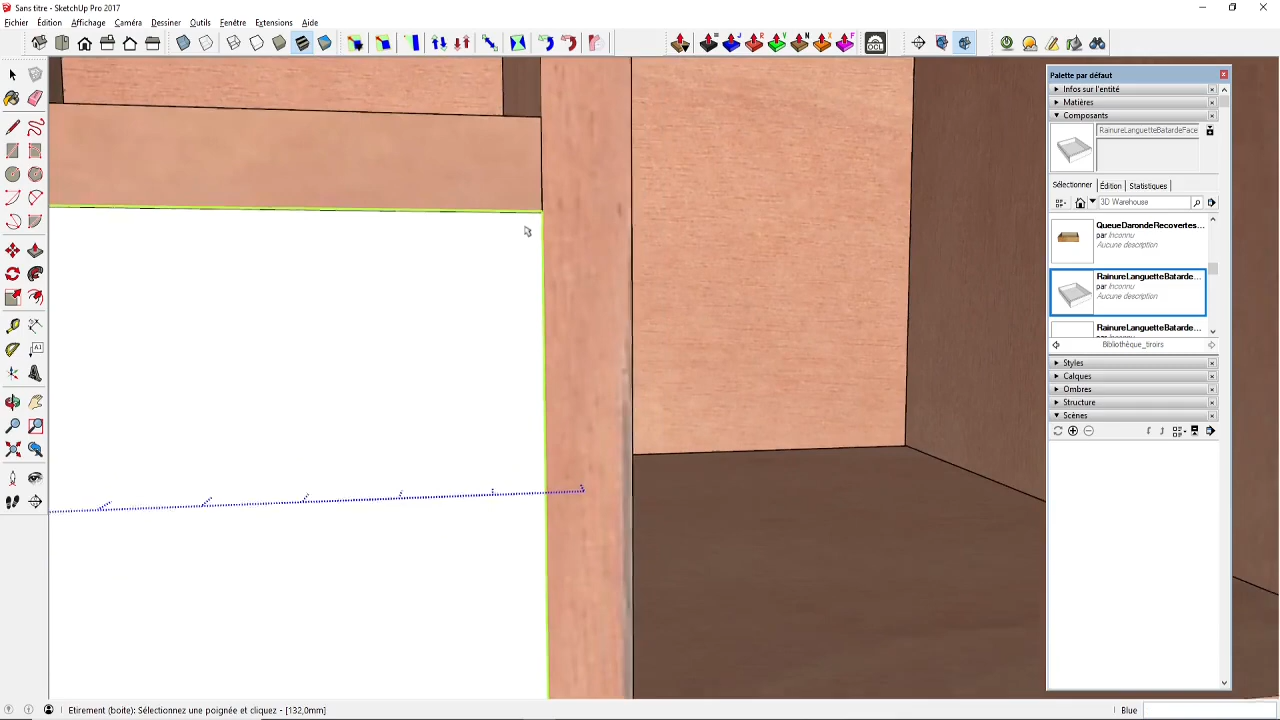 Sans titre - SketchUp Pro 2017
Fichier Édition Affichage Caméra Dessiner Outils Fenêtre Extensions Aide
Palette par défaut
Infos sur l'entité
Matières
Composants
RainureLanguetteBatardeFace
Sélectionner Édition Statistiques
3D Warehouse
QueueDarondeRecovertes...
par Inconnu
Aucune description
RainureLanguetteBatarde...
par Inconnu
Aucune description
RainureLanguetteBatarde...
Bibliothèque_tiroirs
Styles
Calques
Ombres
Structure
Scènes
Etirement (boite): Sélectionnez une poignée et cliquez - [132,0mm]
Blue